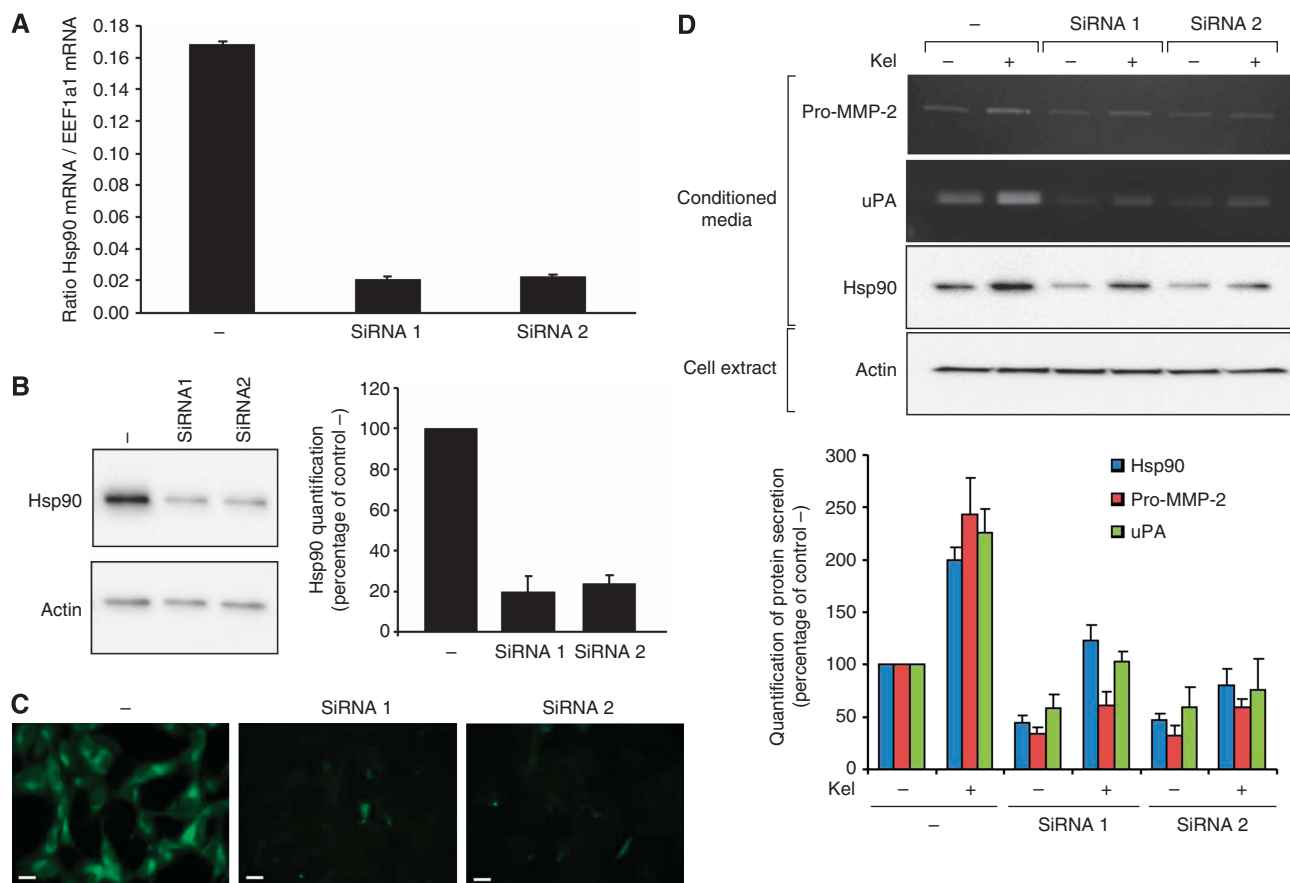 A
Ratio Hsp90 mRNA / EEF1a1 mRNA
0.18
0.16
0.14
0.12
0.10
0.08
0.06
0.04
0.02
0.00
– SiRNA 1 SiRNA 2
B
– SiRNA1 SiRNA2
Hsp90
Actin
Hsp90 quantification
(percentage of control –)
120
100
80
60
40
20
0
– SiRNA 1 SiRNA 2
C
– SiRNA 1 SiRNA 2
D
– SiRNA 1 SiRNA 2
Kel – + – + – +
Conditioned
media
Pro-MMP-2
uPA
Hsp90
Cell extract
Actin
Quantification of protein secretion
(percentage of control –)
300
250
200
150
100
50
0
Hsp90
Pro-MMP-2
uPA
Kel – + – + – +
– SiRNA 1 SiRNA 2